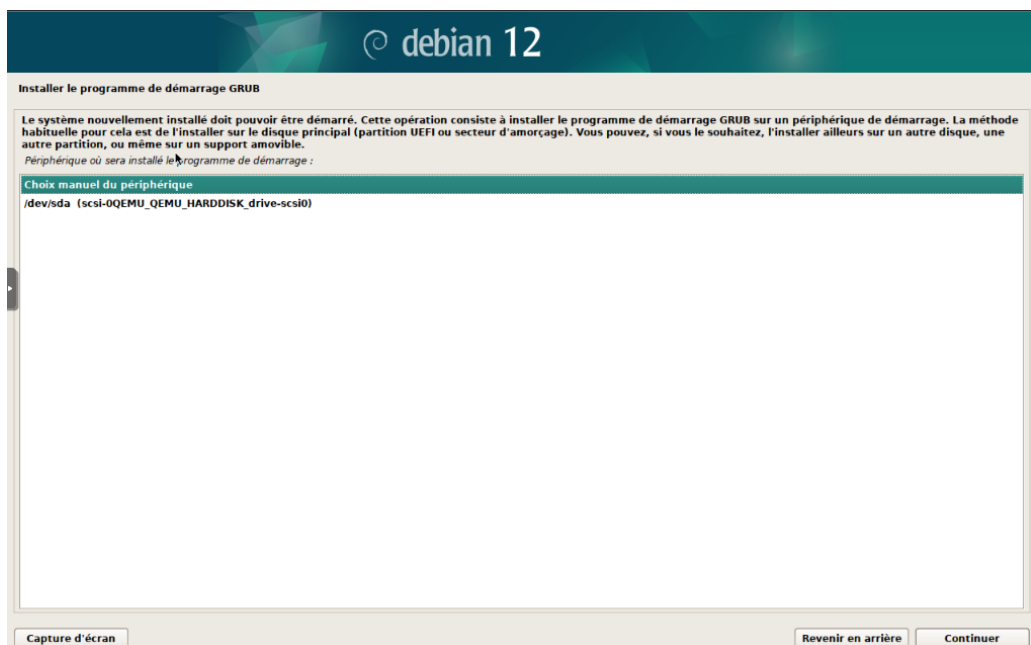 debian 12
Installer le programme de démarrage GRUB
Le système nouvellement installé doit pouvoir être démarré. Cette opération consiste à installer le programme de démarrage GRUB sur un périphérique de démarrage. La méthode
habituelle pour cela est de l'installer sur le disque principal (partition UEFI ou secteur d'amorçage). Vous pouvez, si vous le souhaitez, l'installer ailleurs sur un autre disque, une
autre partition, ou même sur un support amovible.
Périphérique où sera installé le programme de démarrage :
Choix manuel du périphérique
/dev/sda (scsi-0QEMU_QEMU_HARDDISK_drive-scsi0)
Capture d'écran
Revenir en arrière
Continuer